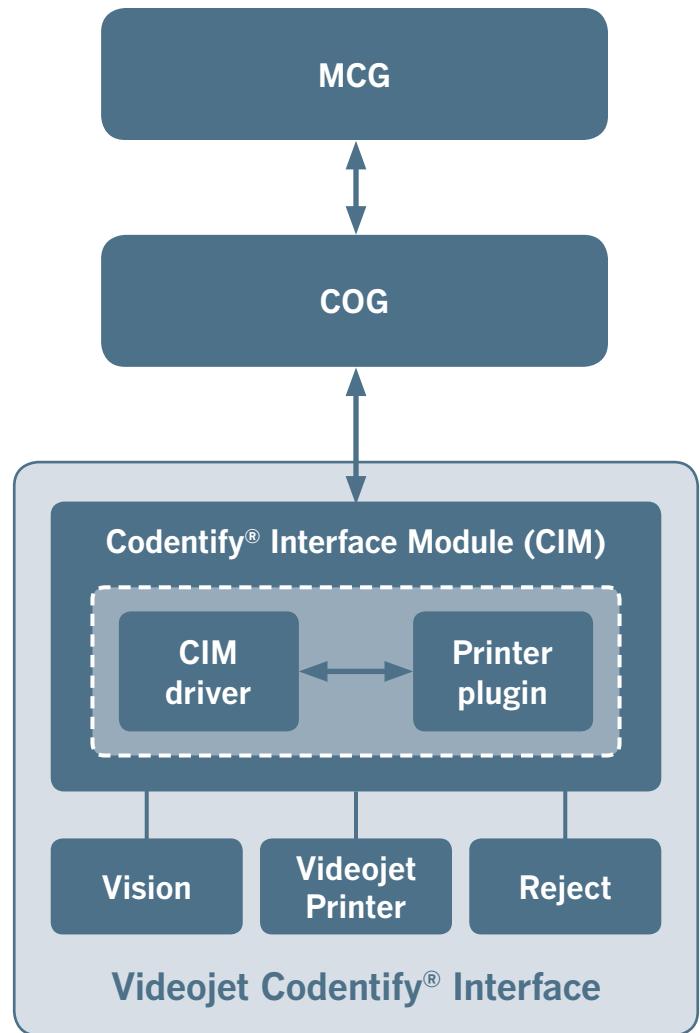 MCG
COG
Codentify® Interface Module (CIM)
CIM
driver
Printer
plugin
Vision
Videojet
Printer
Reject
Videojet Codentify® Interface